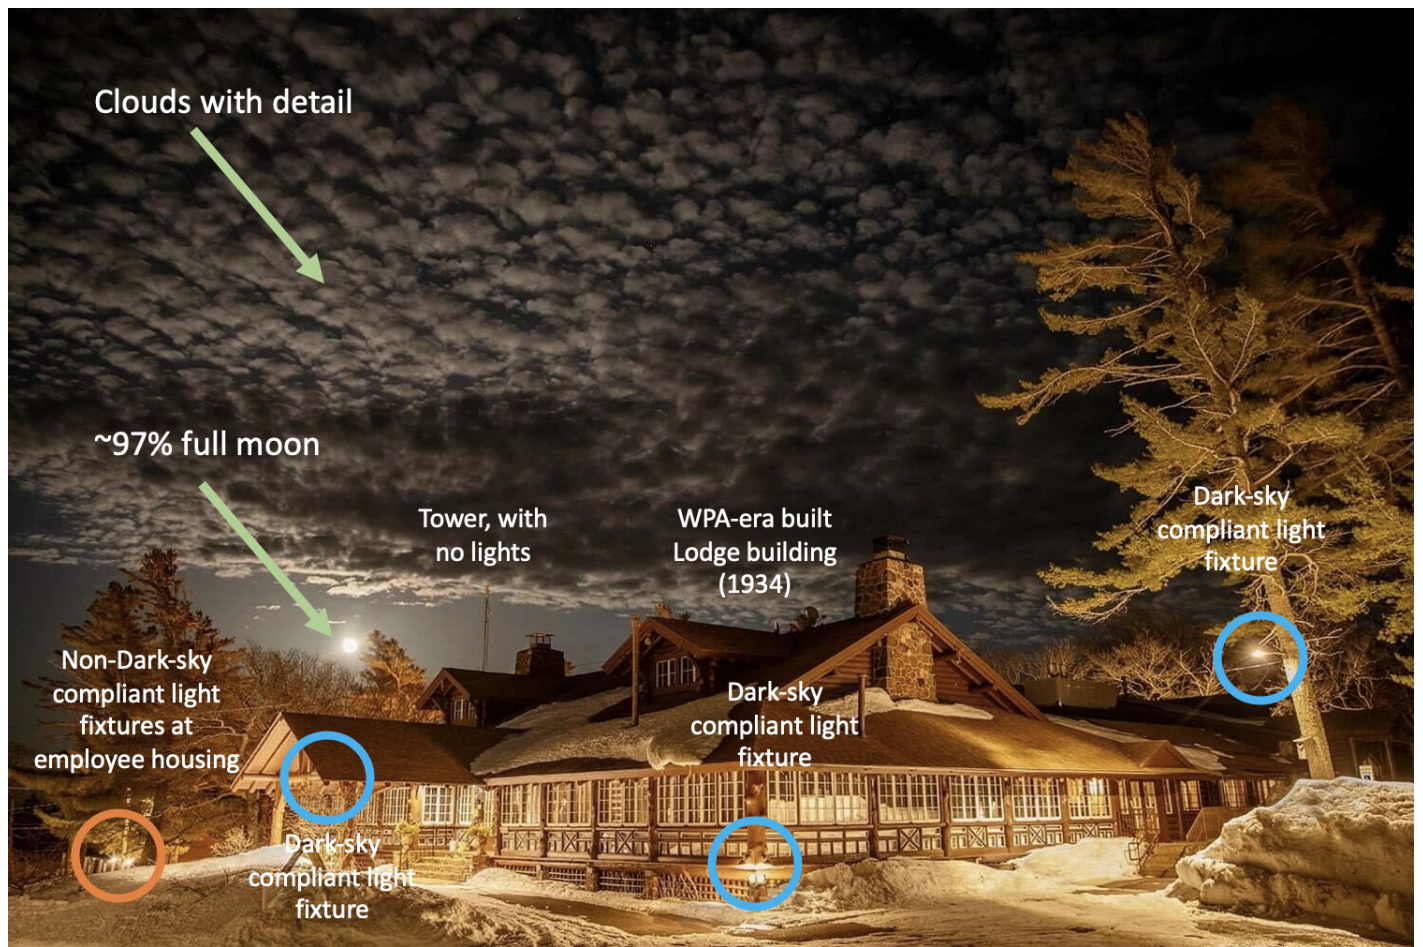 Clouds with detail
~97% full moon
Tower, with
no lights
WPA-era built
Lodge building
(1934)
Dark-sky
compliant light
fixture
Non-Dark-sky
compliant light
fixtures at
employee housing
Dark-sky
compliant light
fixture
Dark-sky
compliant light
fixture